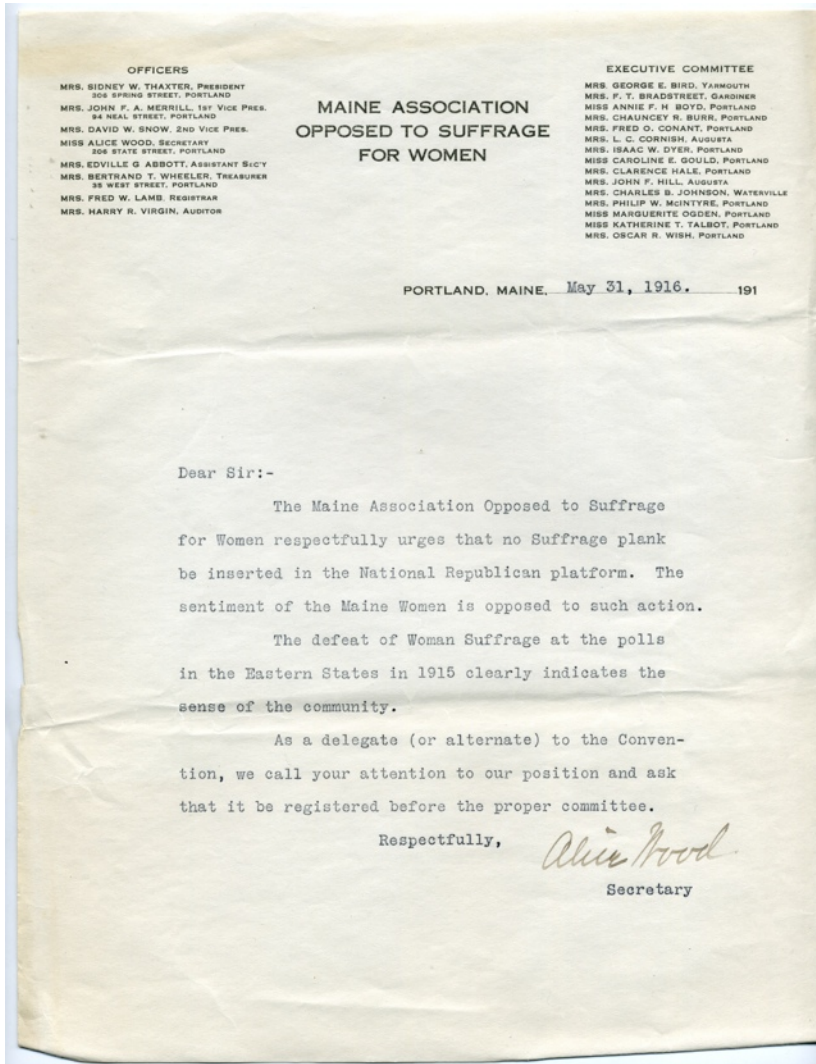 OFFICERS
MRS. SIDNEY W. THAXTER, PRESIDENT
306 SPRING STREET, PORTLAND
MRS. JOHN F. A. MERRILL, 1ST VICE PRES.
94 NEAL STREET, PORTLAND
MRS. DAVID W. SNOW, 2ND VICE PRES.
MISS ALICE WOOD, SECRETARY
206 STATE STREET, PORTLAND
MRS. EDVILLE G ABBOTT, ASSISTANT SEC'Y
MRS. BERTRAND T. WHEELER, TREASURER
35 WEST STREET, PORTLAND
MRS. FRED W. LAMB, REGISTRAR
MRS. HARRY R. VIRGIN, AUDITOR
MAINE ASSOCIATION
OPPOSED TO SUFFRAGE
FOR WOMEN
EXECUTIVE COMMITTEE
MRS. GEORGE E. BIRD, YARMOUTH
MRS. F. T. BRADSTREET, GARDINER
MISS ANNIE F. H BOYD, PORTLAND
MRS. CHAUNCEY R. BURR, PORTLAND
MRS. FRED O. CONANT, PORTLAND
MRS. L. C. CORNISH, AUGUSTA
MRS. ISAAC W. DYER, PORTLAND
MISS CAROLINE E. GOULD, PORTLAND
MRS. CLARENCE HALE, PORTLAND
MRS. JOHN F. HILL, AUGUSTA
MRS. CHARLES B. JOHNSON, WATERVILLE
MRS. PHILIP W. McINTYRE, PORTLAND
MISS MARGUERITE OGDEN, PORTLAND
MISS KATHERINE T. TALBOT, PORTLAND
MRS. OSCAR R. WISH, PORTLAND
PORTLAND, MAINE, May 31, 1916. 191
Dear Sir:-
The Maine Association Opposed to Suffrage
for Women respectfully urges that no Suffrage plank
be inserted in the National Republican platform. The
sentiment of the Maine Women is opposed to such action.
The defeat of Woman Suffrage at the polls
in the Eastern States in 1915 clearly indicates the
sense of the community.
As a delegate (or alternate) to the Conven-
tion, we call your attention to our position and ask
that it be registered before the proper committee.
Respectfully,
Alice Wood
Secretary